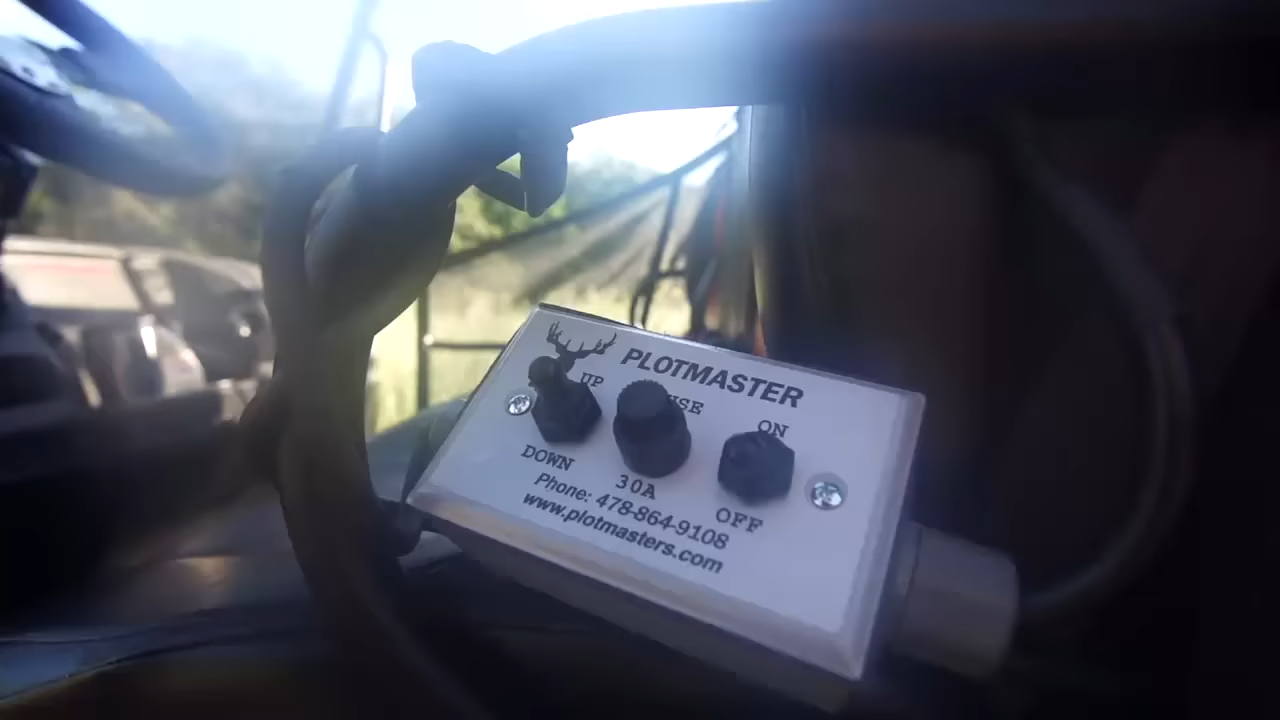 PLOTMASTER
UP
ON
DOWN
30A
OFF
Phone: 478-864-9108
www.plotmasters.com